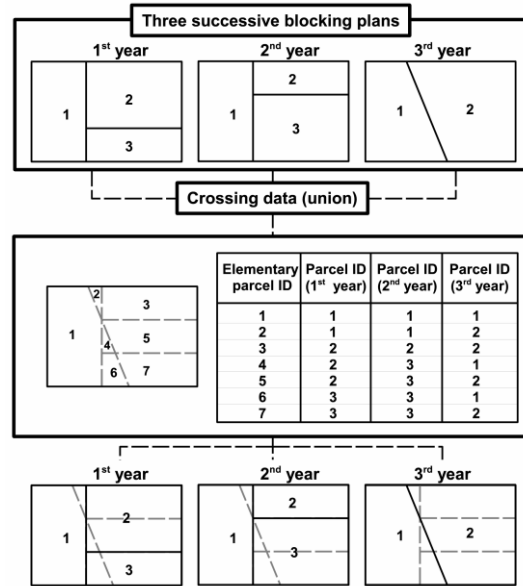 Three successive blocking plans
1st year
2nd year
3rd year
1
2
3
1
2
3
1
2
Crossing data (union)
Elementary parcel ID
Parcel ID (1st year)
Parcel ID (2nd year)
Parcel ID (3rd year)
1 1 1 1
2 1 1 2
3 2 2 2
4 2 3 1
5 2 3 2
6 3 3 1
7 3 3 2
1
2
3
4
5
6
7
1st year
2nd year
3rd year
1
2
3
1
2
3
1
2